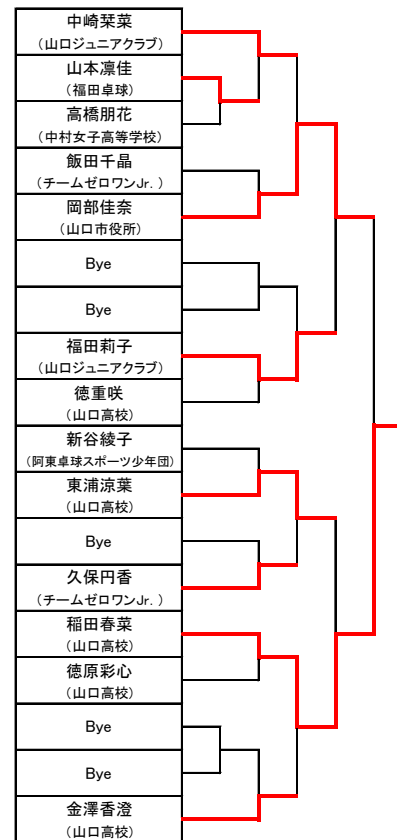 中崎栞菜
（山口ジュニアクラブ）
山本凛佳
（福田卓球）
高橋朋花
（中村女子高等学校）
飯田千晶
（チームゼロワンJr.）
岡部佳奈
（山口市役所）
Bye
Bye
福田莉子
（山口ジュニアクラブ）
徳重咲
（山口高校）
新谷綾子
（阿東卓球スポーツ少年団）
東浦涼葉
（山口高校）
Bye
久保円香
（チームゼロワンJr.）
稲田春菜
（山口高校）
徳原彩心
（山口高校）
Bye
Bye
金澤香澄
（山口高校）